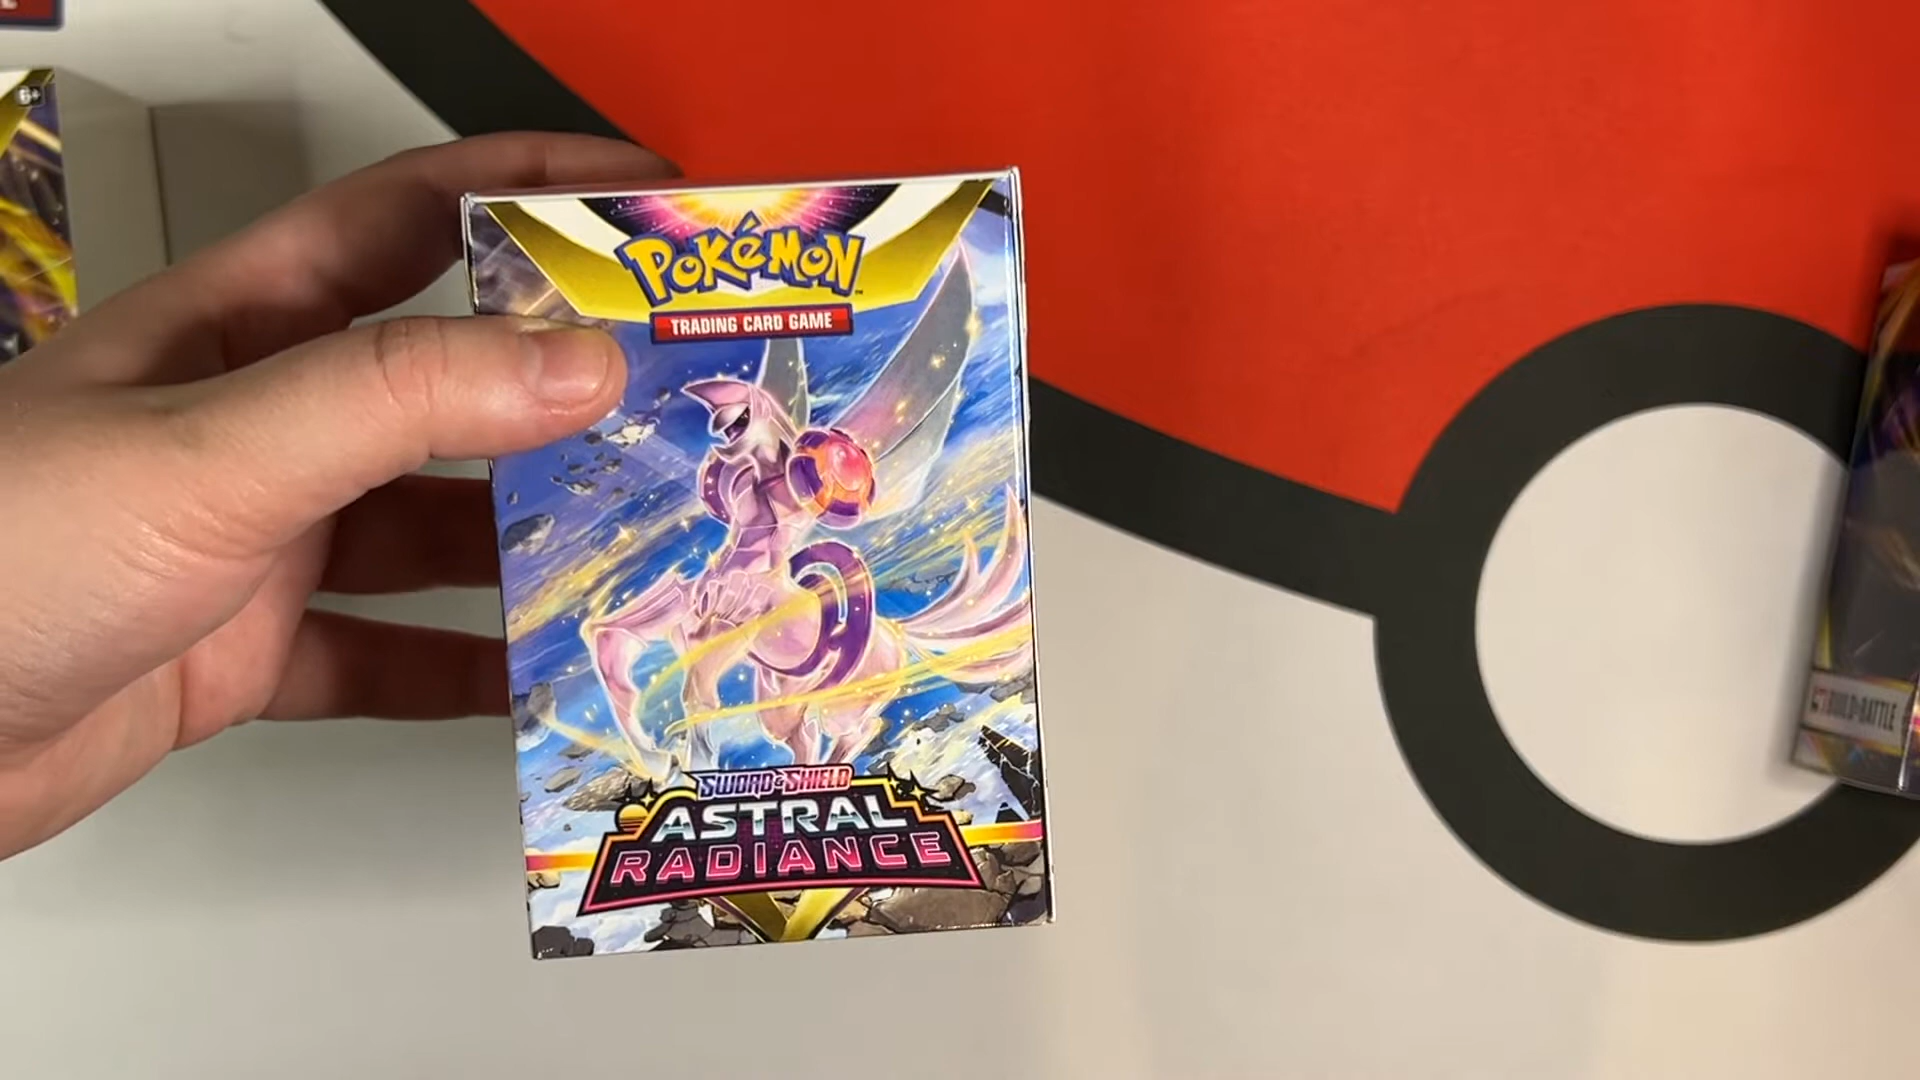 6+
POKéMON
TRADING CARD GAME
SWORD & SHIELD
ASTRAL
RADIANCE
BUILD & BATTLE